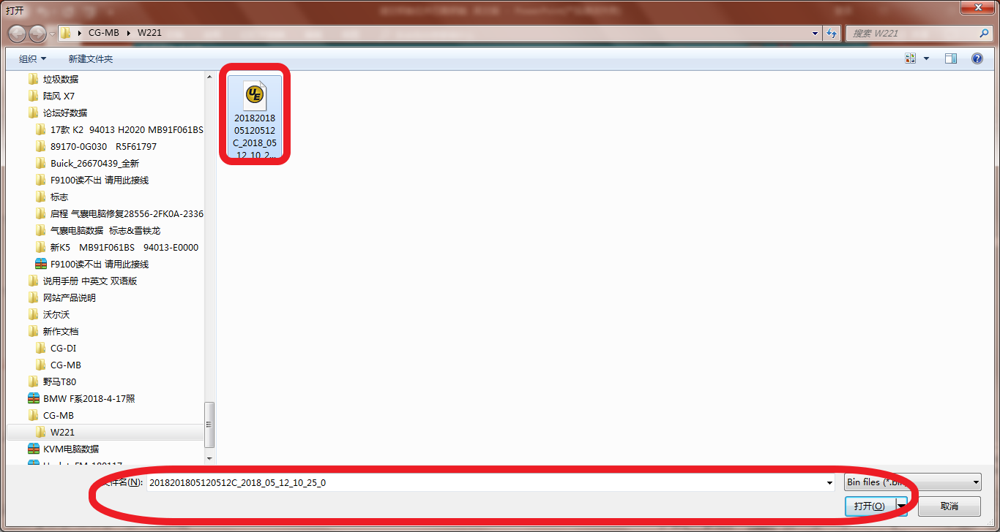 打开
CG-MB W221
搜索 W221
组织 新建文件夹
垃圾数据
陆风 X7
论坛好数据
17款 K2 94013 H2020 MB91F061BS
89170-0G030 R5F61797
Buick_26670439_全新
F9100读不出 请用此接线
标志
启程 气囊电脑修复28556-2FK0A-2336
气囊电脑数据 标志&雪铁龙
新K5 MB91F061BS 94013-E0000
F9100读不出 请用此接线
说用手册 中英文 双语版
网站产品说明
沃尔沃
新作文档
CG-DI
CG-MB
野马T80
BMW F系2018-4-17照
CG-MB
W221
KVM电脑数据
UE
20182018
05120512
C_2018_05
_12_10_2...
文件名(N): 2018201805120512C_2018_05_12_10_25_0
Bin files (*.bin
打开(O) 取消